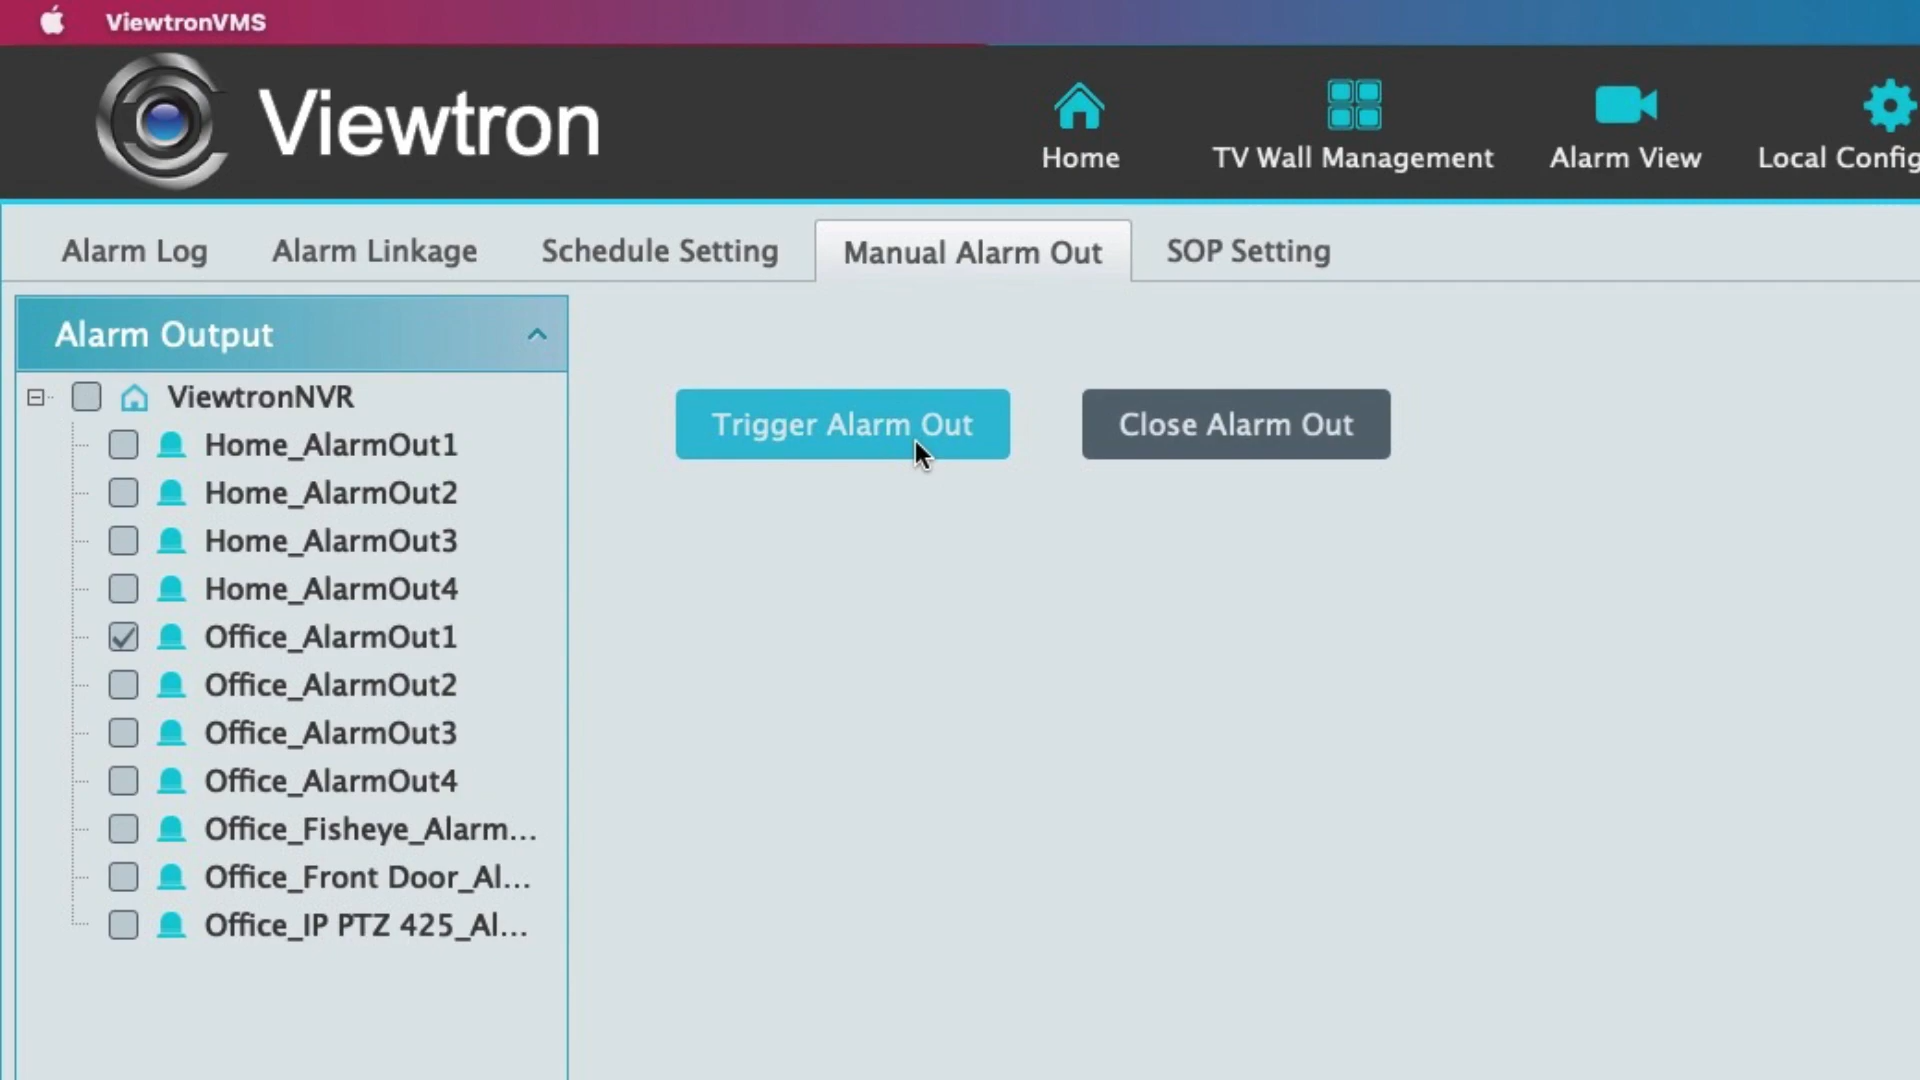 ViewtronVMS
Viewtron
Home
TV Wall Management
Alarm View
Local Config
Alarm Log
Alarm Linkage
Schedule Setting
Manual Alarm Out
SOP Setting
Alarm Output
ViewtronNVR
Home_AlarmOut1
Home_AlarmOut2
Home_AlarmOut3
Home_AlarmOut4
Office_AlarmOut1
Office_AlarmOut2
Office_AlarmOut3
Office_AlarmOut4
Office_Fisheye_Alarm...
Office_Front Door_Al...
Office_IP PTZ 425_Al...
Trigger Alarm Out
Close Alarm Out